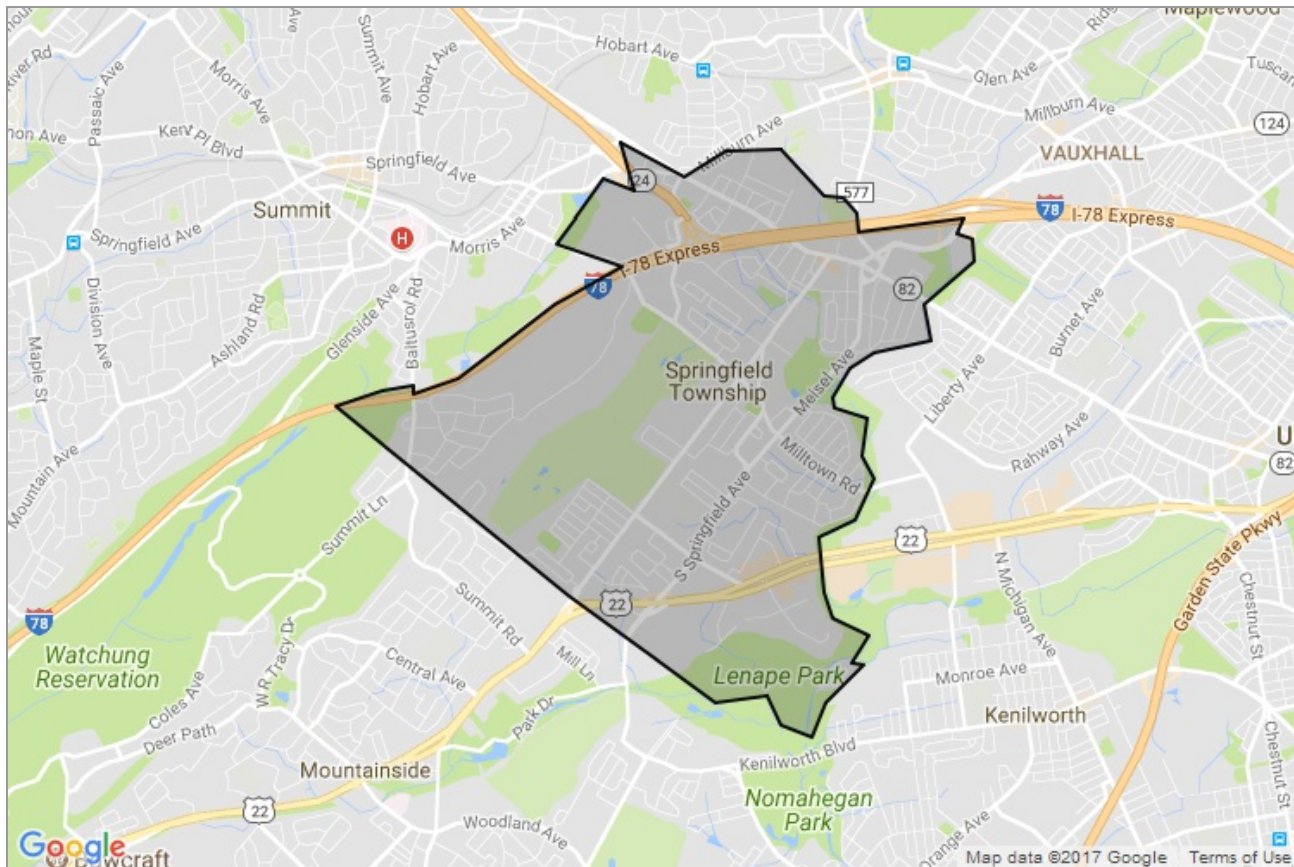 Maplewood
River Rd
Passaic Ave
Morris Ave
Summit Ave
Hobart Ave
Hobart Ave
Glen Ave
Tuscan
Millburn Ave
124
non Ave
Kent Pl Blvd
Springfield Ave
Millburn Ave
VAUXHALL
24
577
Summit
H
Morris Ave
78
I-78 Express
Springfield Ave
I-78 Express
78
Division Ave
Ashland Rd
Glenside Ave
Baltusrol Rd
82
Burnet Ave
Maple St
Springfield
Township
Meisel Ave
Liberty Ave
Rahway Ave
U
82
Mountain Ave
Milltown Rd
Summit Ln
S Springfield Ave
22
Garden State Pkwy
N Michigan Ave
Chestnut St
78
22
Summit Rd
Watchung
Reservation
W.R.Tracy Dr
Central Ave
Mill Ln
Lenape Park
Monroe Ave
Coles Ave
Park Dr
Kenilworth
Deer Path
Chestnut St
Mountainside
Kenilworth Blvd
22
Nomahegan
Park
Woodland Ave
Orange Ave
Google
Map data ©2017 Google
Terms of Use